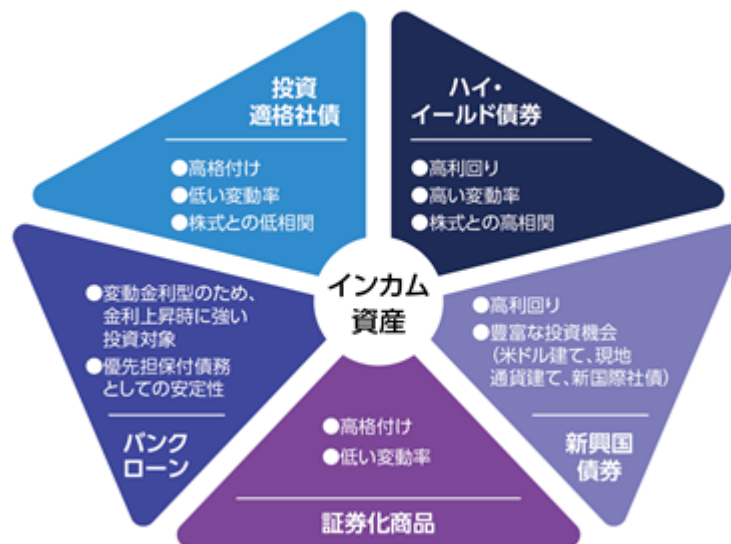 投資
適格社債
●高格付け
●低い変動率
●株式との低相関
ハイ・
イールド債券
●高利回り
●高い変動率
●株式との高相関
インカム
資産
●変動金利型のため、
金利上昇時に強い
投資対象
●優先担保付債務
としての安定性
バンク
ローン
●高利回り
●豊富な投資機会
(米ドル建て、現地
通貨建て、新国際社債)
新興国
債券
●高格付け
●低い変動率
証券化商品